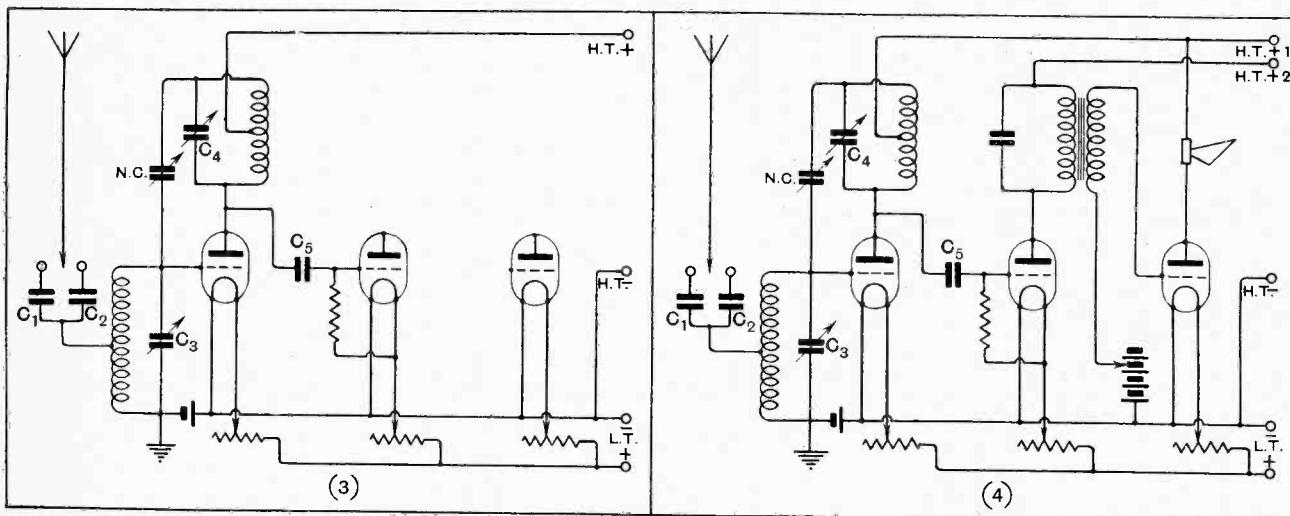 H.T.+
C4
N.C.
C5
C1
C2
C3
H.T.-
L.T.
-
+
(3)
H.T.+1
H.T.+2
C4
N.C.
C5
C1
C2
C3
H.T.-
L.T.
-
+
(4)